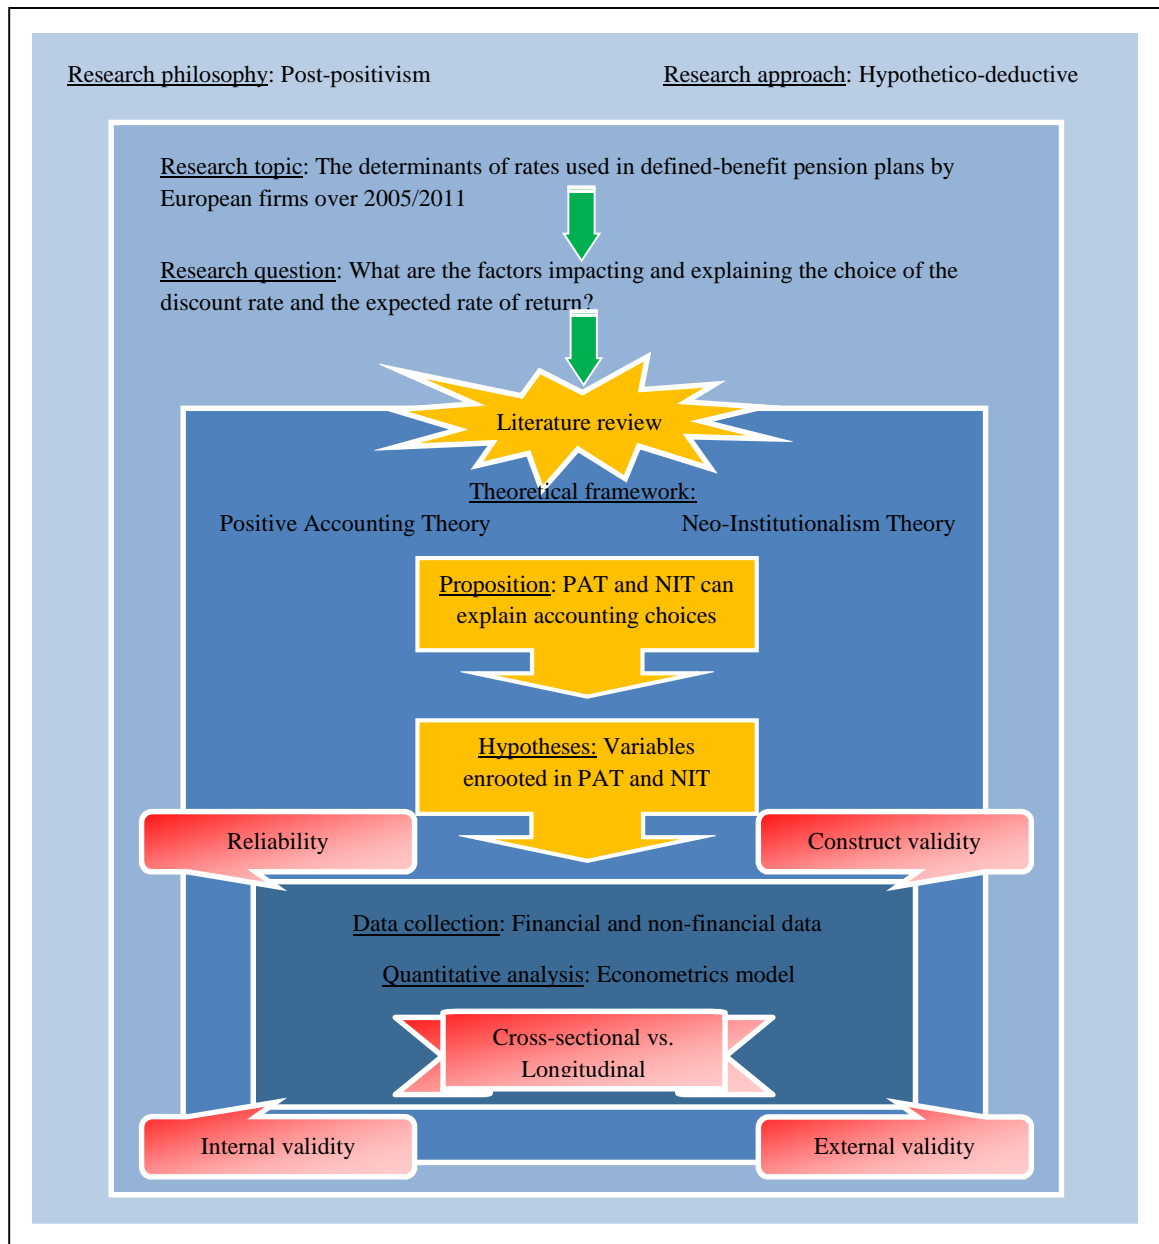 Research philosophy: Post-positivism
Research approach: Hypothetico-deductive
Research topic: The determinants of rates used in defined-benefit pension plans by
European firms over 2005/2011
Research question: What are the factors impacting and explaining the choice of the
discount rate and the expected rate of return?
Literature review
Theoretical framework:
Positive Accounting Theory
Neo-Institutionalism Theory
Proposition: PAT and NIT can
explain accounting choices
Hypotheses: Variables
enrooted in PAT and NIT
Reliability
Construct validity
Data collection: Financial and non-financial data
Quantitative analysis: Econometrics model
Cross-sectional vs.
Longitudinal
Internal validity
External validity